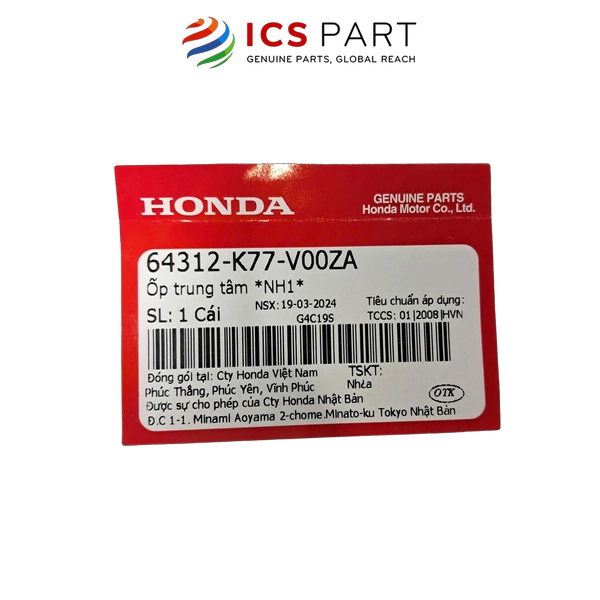 ICS PART
GENUINE PARTS, GLOBAL REACH
HONDA
GENUINE PARTS
Honda Motor Co., Ltd.
64312-K77-V00ZA
Ốp trung tâm *NH1*
SL: 1 Cái
NSX: 19-03-2024
G4C19S
Tiêu chuẩn áp dụng:
TCCS: 01|2008|HVN
Đóng gói tại: Cty Honda Việt Nam
Phúc Thắng, Phúc Yên, Vĩnh Phúc
TSKT:
Nhựa
Được sự cho phép của Cty Honda Nhật Bản
Đ.C 1-1. Minami Aoyama 2-chome.Minato-ku Tokyo Nhật Bản
OTK